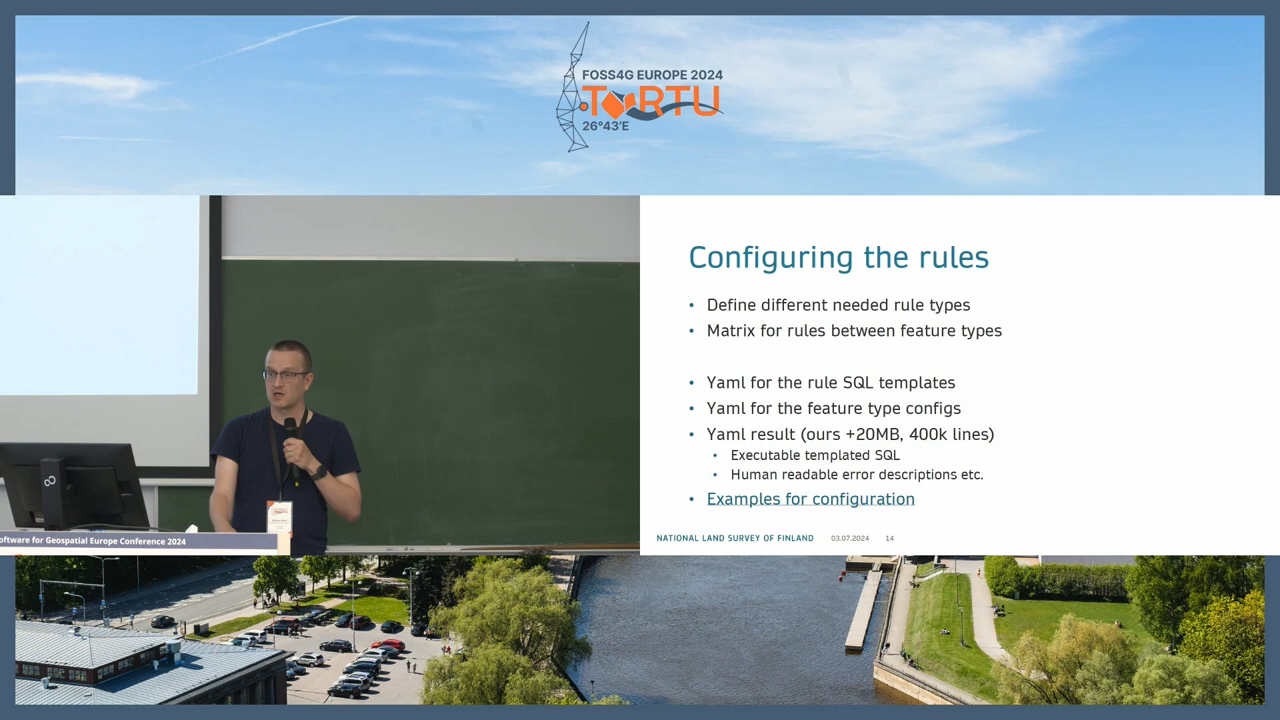 FOSS4G EUROPE 2024
TORTU
26°43'E
Configuring the rules
• Define different needed rule types
• Matrix for rules between feature types
• Yaml for the rule SQL templates
• Yaml for the feature type configs
• Yaml result (ours +20MB, 400k lines)
• Executable templated SQL
• Human readable error descriptions etc.
• Examples for configuration
NATIONAL LAND SURVEY OF FINLAND 03.07.2024 14
oftware for Geospatial Europe Conference 2024